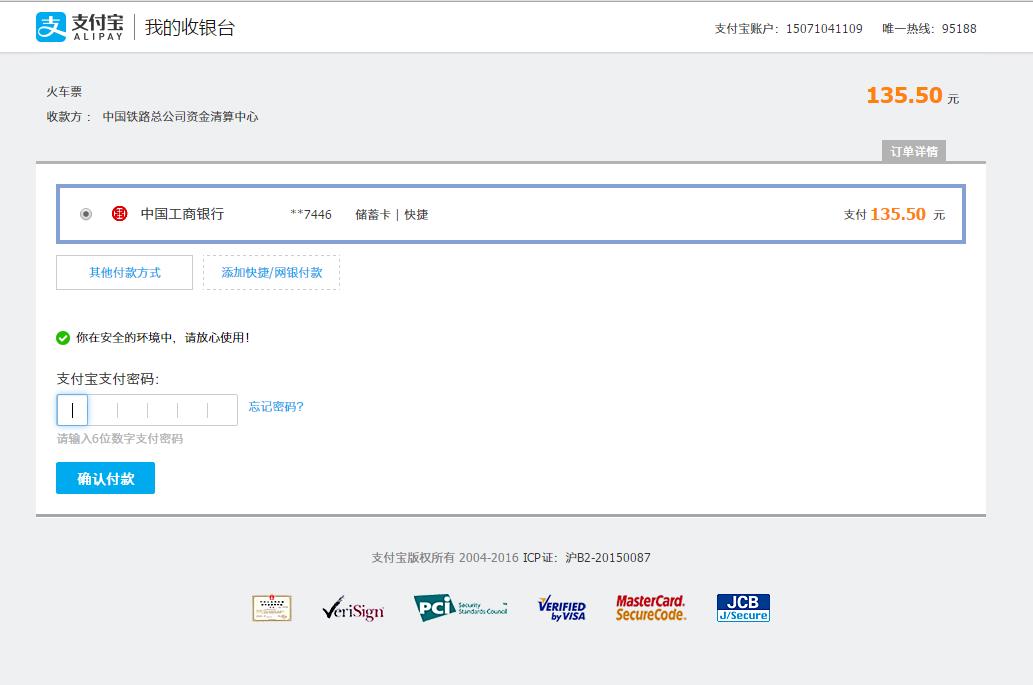 支 支付宝 ALIPAY 我的收银台 支付宝账户：15071041109 唯一热线：95188
火车票 135.50 元
收款方： 中国铁路总公司资金清算中心
订单详情
中国工商银行 **7446 储蓄卡 | 快捷 支付 135.50 元
其他付款方式 添加快捷/网银付款
你在安全的环境中，请放心使用！
支付宝支付密码：
忘记密码？
请输入6位数字支付密码
确认付款
支付宝版权所有 2004-2016 ICP证：沪B2-20150087
VeriSign PCI Security Standards Council VERIFIED by VISA MasterCard. SecureCode. JCB J/Secure